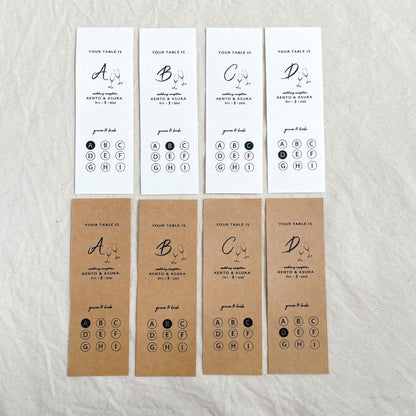 YOUR TABLE IS
A
wedding reception
KENTO & ASUKA
groom & bride
A B C
D E F
G H I
YOUR TABLE IS
B
wedding reception
KENTO & ASUKA
groom & bride
A B C
D E F
G H I
YOUR TABLE IS
C
wedding reception
KENTO & ASUKA
groom & bride
A B C
D E F
G H I
YOUR TABLE IS
D
wedding reception
KENTO & ASUKA
groom & bride
A B C
D E F
G H I
YOUR TABLE IS
A
wedding reception
KENTO & ASUKA
groom & bride
A B C
D E F
G H I
YOUR TABLE IS
B
wedding reception
KENTO & ASUKA
groom & bride
A B C
D E F
G H I
YOUR TABLE IS
C
wedding reception
KENTO & ASUKA
groom & bride
A B C
D E F
G H I
YOUR TABLE IS
D
wedding reception
KENTO & ASUKA
groom & bride
A B C
D E F
G H I